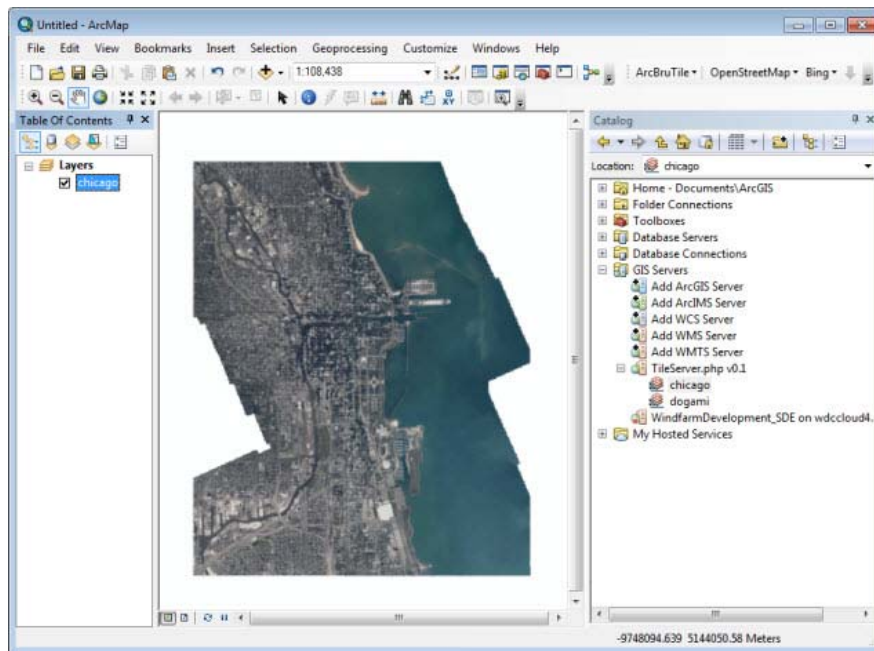 Untitled - ArcMap
File Edit View Bookmarks Insert Selection Geoprocessing Customize Windows Help
1:108,438 ArcBruTile OpenStreetMap Bing
Table Of Contents
Layers
chicago
Catalog
Location: chicago
Home - Documents\ArcGIS
Folder Connections
Toolboxes
Database Servers
Database Connections
GIS Servers
Add ArcGIS Server
Add ArcIMS Server
Add WCS Server
Add WMS Server
Add WMTS Server
TileServer.php v0.1
chicago
dogami
WindfarmDevelopment_SDE on wdccloud4.
My Hosted Services
-9748094.639 5144050.58 Meters